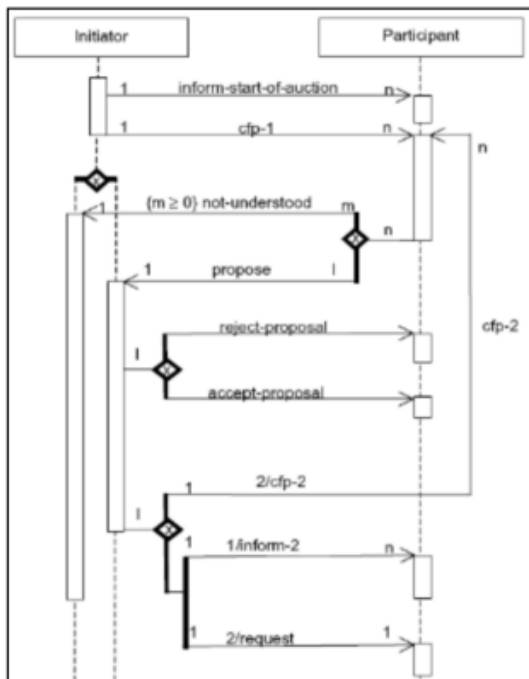 Initiator Participant
1 inform-start-of-auction n
1 cfp-1 n
n
x
1 {m ≥ 0} not-understood m
x n
1 propose l
cfp-2
reject-proposal
l x
accept-proposal
1 2/cfp-2
l x
1 1/inform-2 n
1 2/request 1